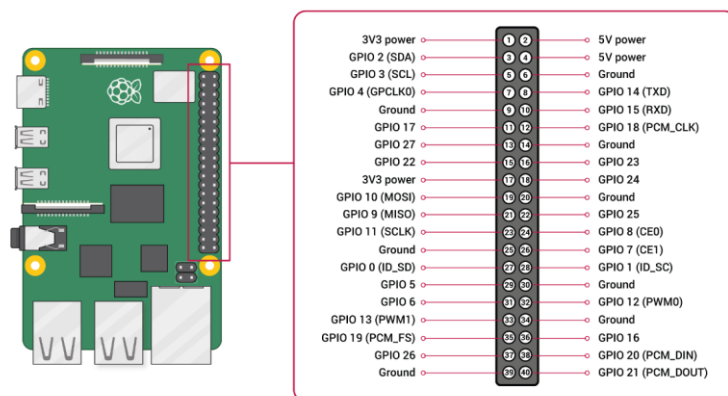 3V3 power 1 2 5V power
GPIO 2 (SDA) 3 4 5V power
GPIO 3 (SCL) 5 6 Ground
GPIO 4 (GPCLK0) 7 8 GPIO 14 (TXD)
Ground 9 10 GPIO 15 (RXD)
GPIO 17 11 12 GPIO 18 (PCM_CLK)
GPIO 27 13 14 Ground
GPIO 22 15 16 GPIO 23
3V3 power 17 18 GPIO 24
GPIO 10 (MOSI) 19 20 Ground
GPIO 9 (MISO) 21 22 GPIO 25
GPIO 11 (SCLK) 23 24 GPIO 8 (CE0)
Ground 25 26 GPIO 7 (CE1)
GPIO 0 (ID_SD) 27 28 GPIO 1 (ID_SC)
GPIO 5 29 30 Ground
GPIO 6 31 32 GPIO 12 (PWM0)
GPIO 13 (PWM1) 33 34 Ground
GPIO 19 (PCM_FS) 35 36 GPIO 16
GPIO 26 37 38 GPIO 20 (PCM_DIN)
Ground 39 40 GPIO 21 (PCM_DOUT)